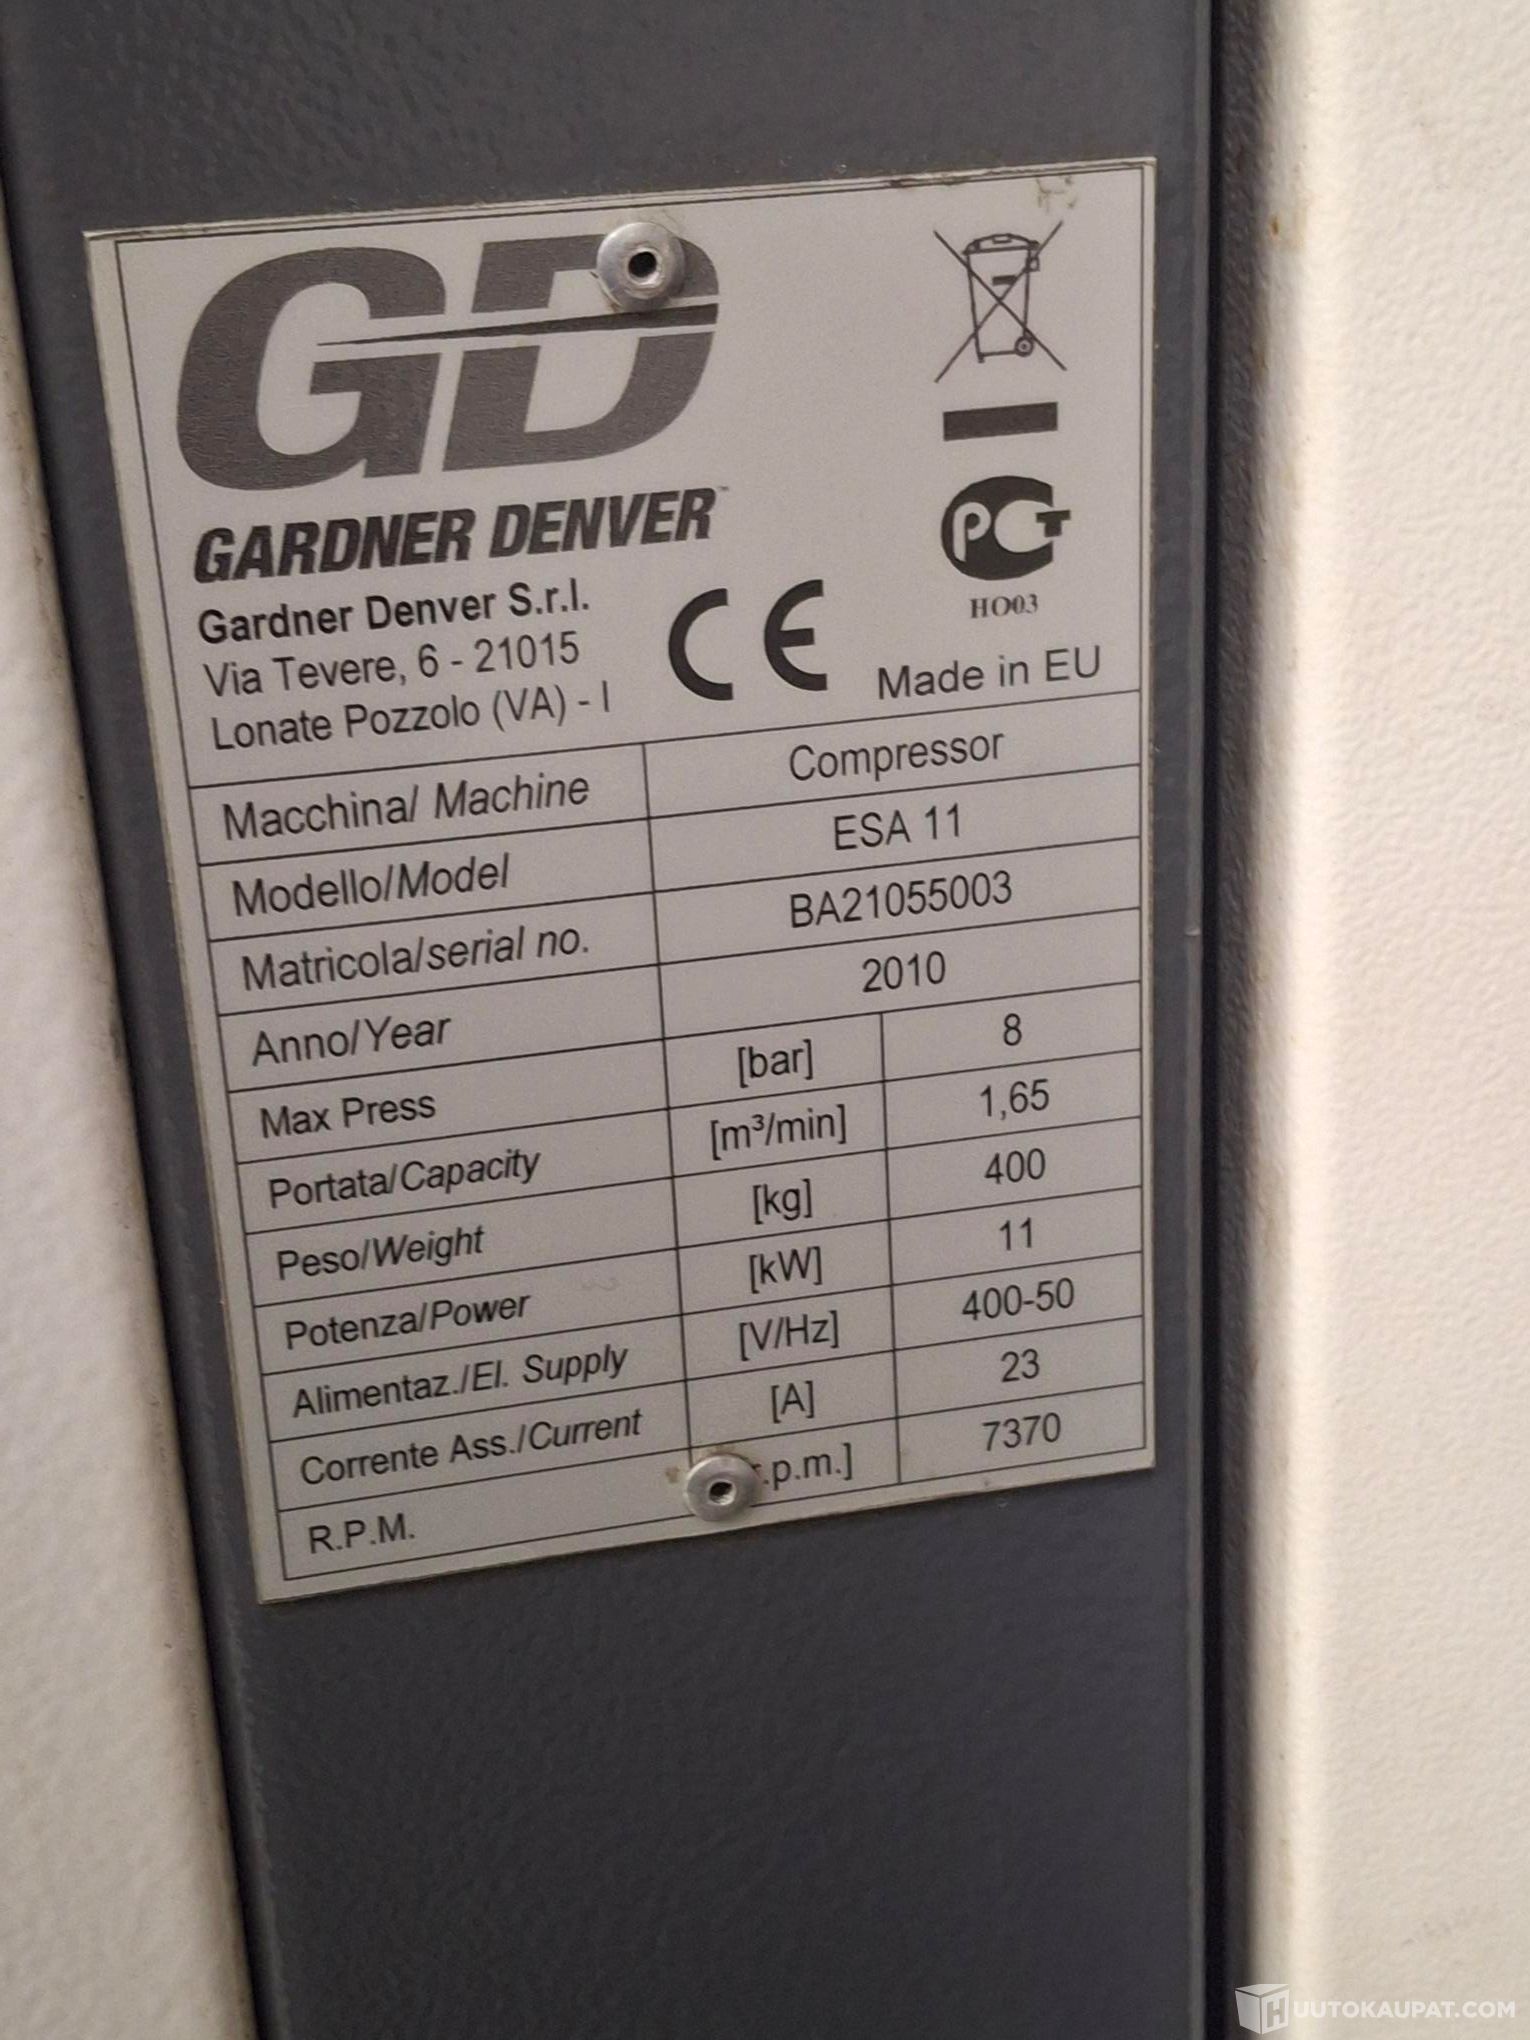 GD
GARDNER DENVER™
Gardner Denver S.r.l.
Via Tevere, 6 - 21015
Lonate Pozzolo (VA) - I
CE
PCT
HO03
Made in EU
Macchina/ Machine Compressor
Modello/Model ESA 11
Matricola/serial no. BA21055003
Anno/Year 2010
Max Press [bar] 8
Portata/Capacity [m³/min] 1,65
Peso/Weight [kg] 400
Potenza/Power [kW] 11
Alimentaz./El. Supply [V/Hz] 400-50
Corrente Ass./Current [A] 23
R.P.M. .p.m.] 7370
HUUTOKAUPAT.COM